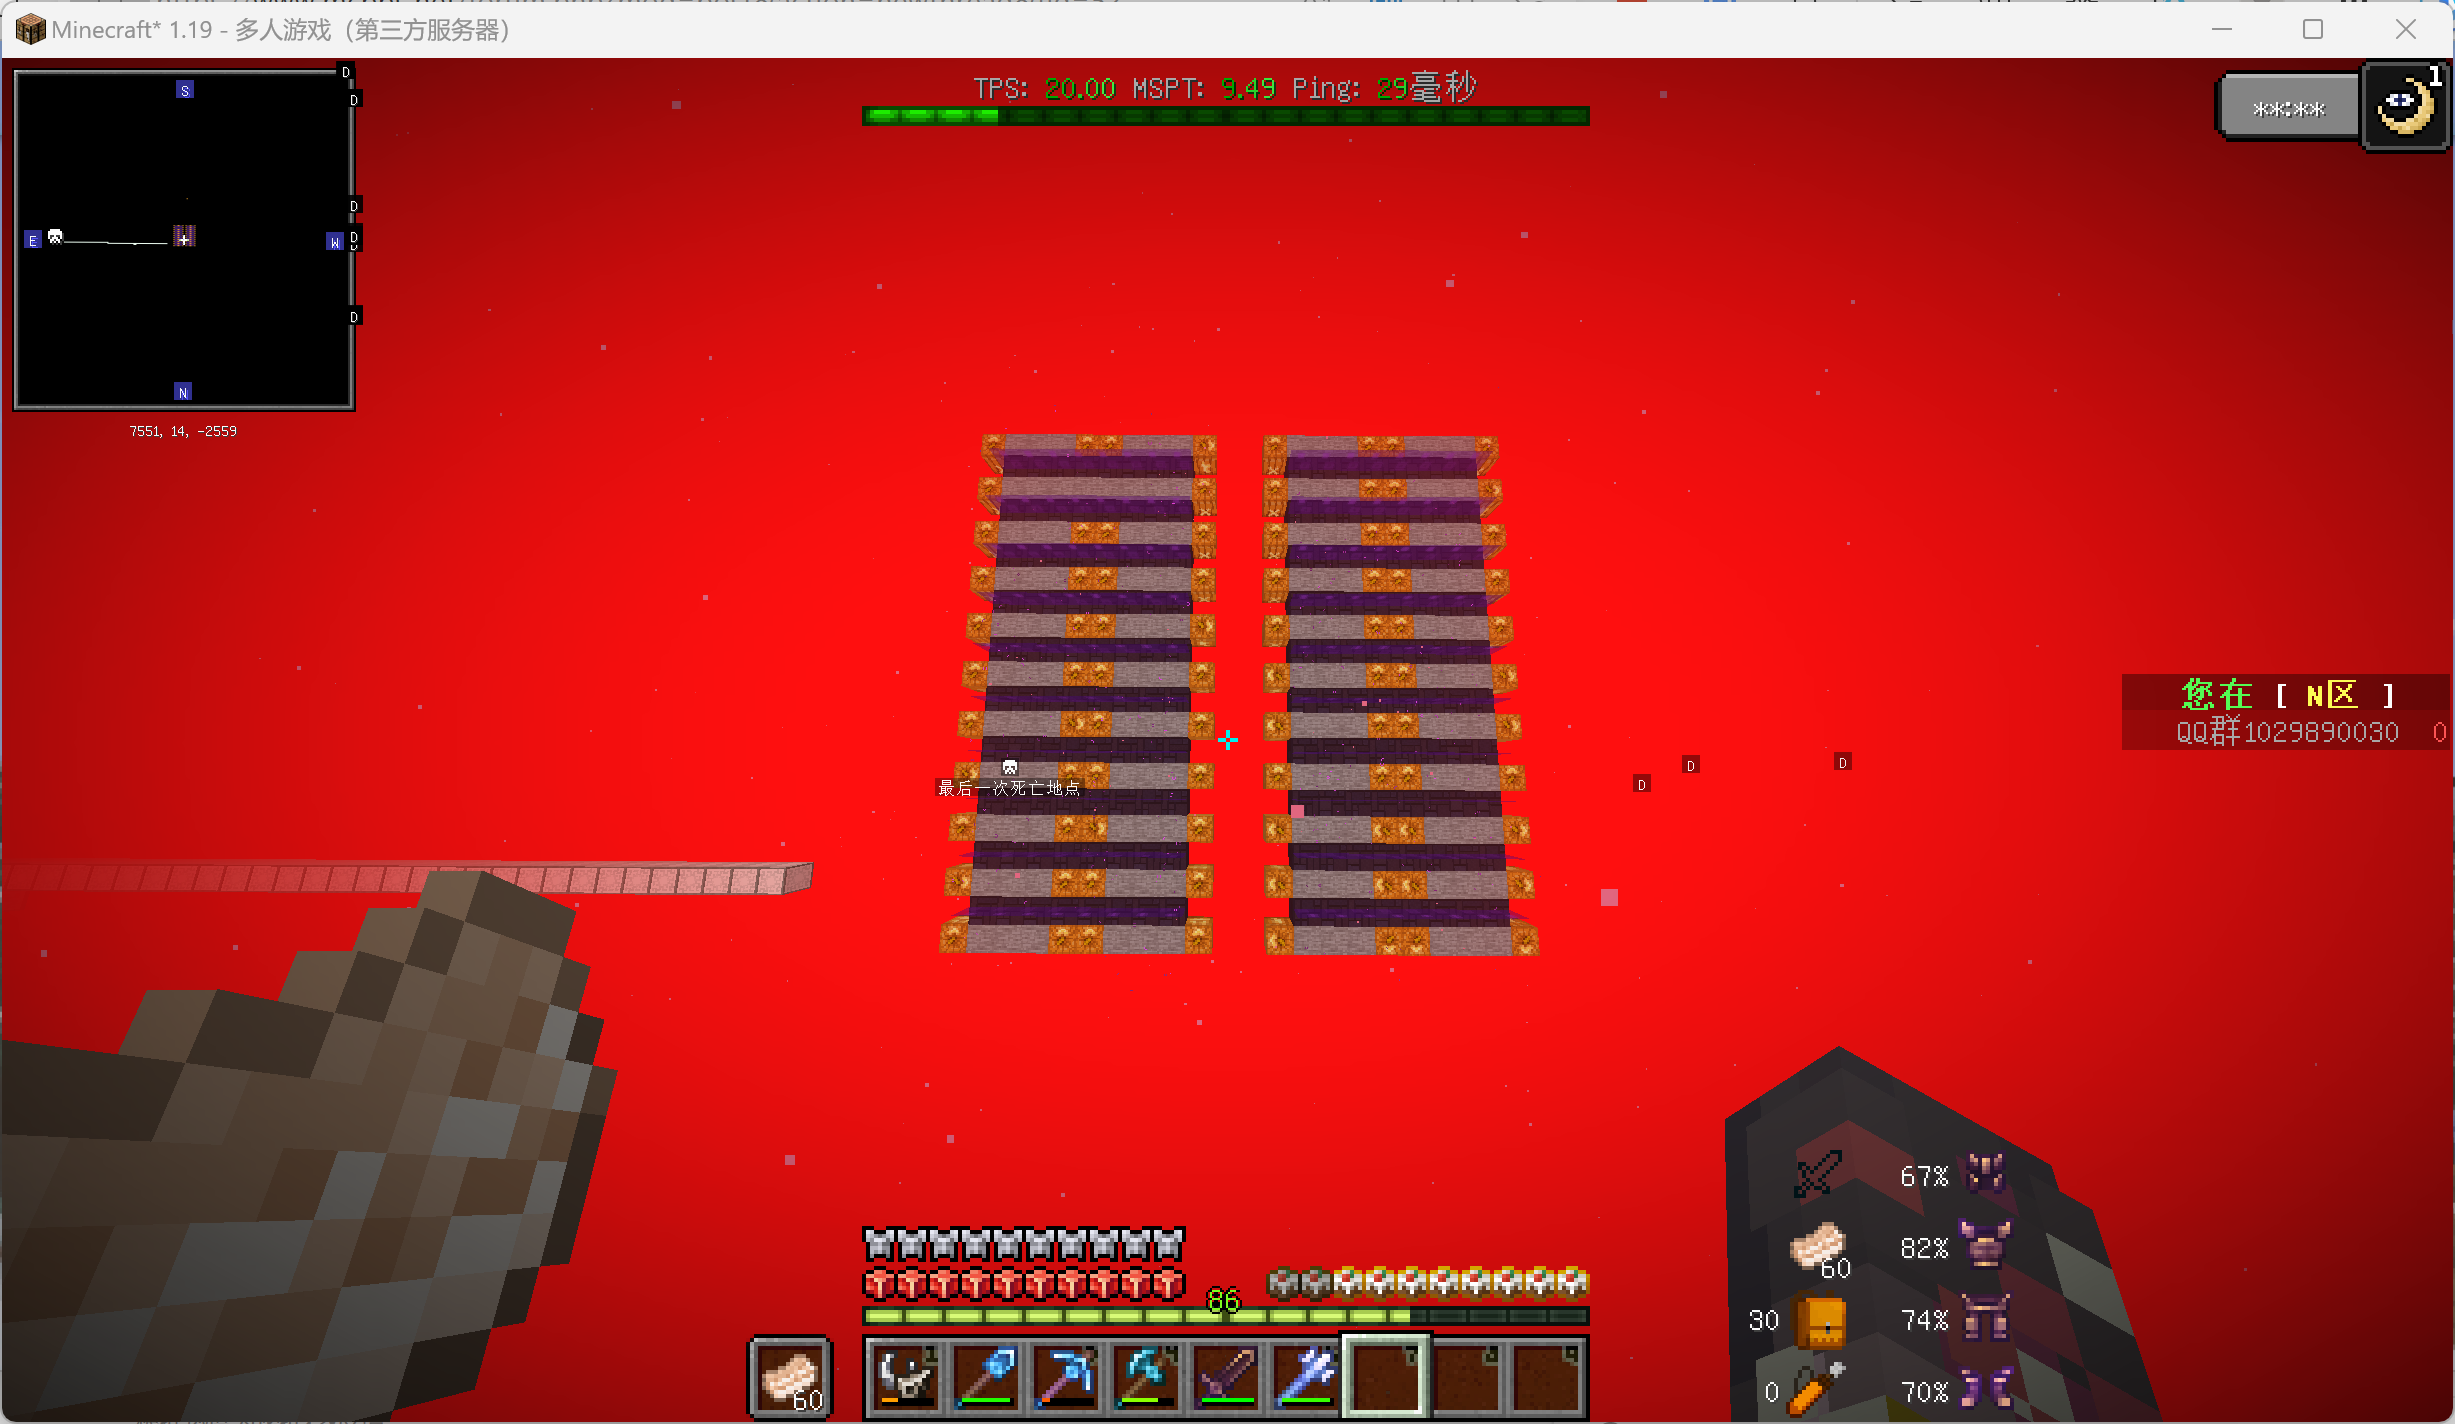 Minecraft* 1.19 - 多人游戏（第三方服务器）
TPS: 20.00 MSPT: 9.49 Ping: 29毫秒
**:**
1
D
D
S
D
E
W
D
D
N
7551, 14, -2559
您在 [ N区 ]
QQ群1029890030 0
最后一次死亡地点
D
D
D
67%
82%
60
30
74%
0
70%
86
60